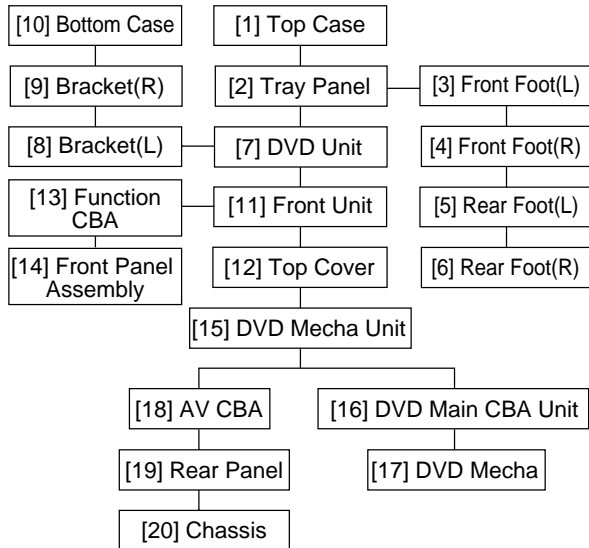 [10] Bottom Case
[1] Top Case
[9] Bracket(R)
[2] Tray Panel
[3] Front Foot(L)
[8] Bracket(L)
[7] DVD Unit
[4] Front Foot(R)
[13] Function
CBA
[11] Front Unit
[5] Rear Foot(L)
[14] Front Panel
Assembly
[12] Top Cover
[6] Rear Foot(R)
[15] DVD Mecha Unit
[18] AV CBA
[16] DVD Main CBA Unit
[19] Rear Panel
[17] DVD Mecha
[20] Chassis